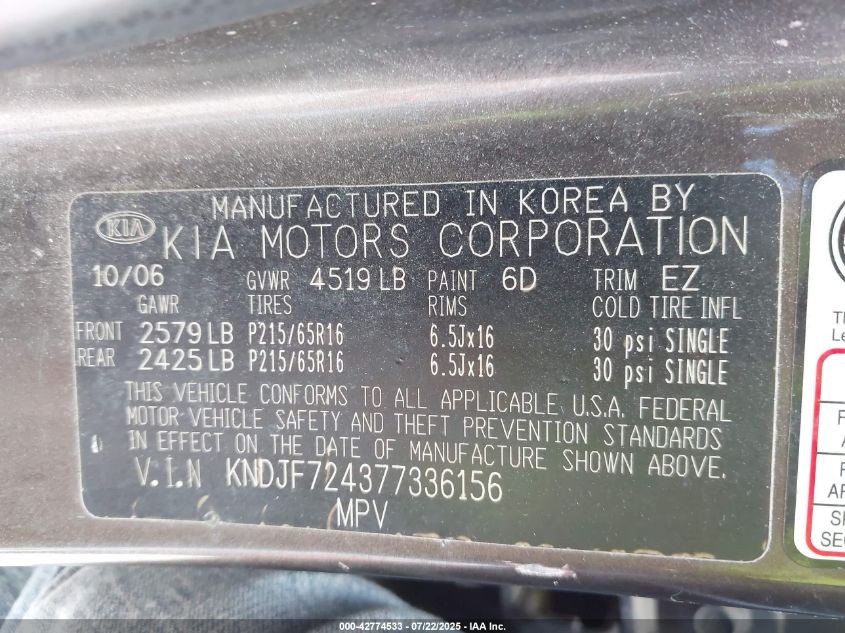 MANUFACTURED IN KOREA BY
KIA KIA MOTORS CORPORATION
10/06 GVWR 4519 LB PAINT 6D TRIM EZ
GAWR TIRES RIMS COLD TIRE INFL
FRONT 2579 LB P215/65R16 6.5Jx16 30 psi SINGLE
REAR 2425 LB P215/65R16 6.5Jx16 30 psi SINGLE
THIS VEHICLE CONFORMS TO ALL APPLICABLE U.S.A. FEDERAL
MOTOR-VEHICLE SAFETY AND THEFT PREVENTION STANDARDS
IN EFFECT ON THE DATE OF MANUFACTURE SHOWN ABOVE.
V.I.N KNDJF724377336156
MPV
000-42774533 - 07/22/2025 - IAA Inc.